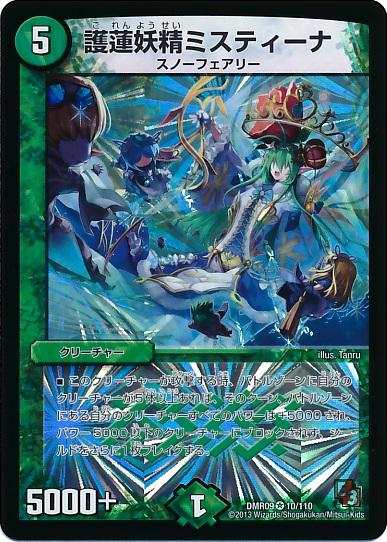 5
ごれんようせい
護蓮妖精ミスティーナ
スノーフェアリー
クリーチャー
illus. Tanru
このクリーチャーが攻撃する時、バトルゾーンに自分の
クリーチャーが5体以上あれば、そのターン、バトルゾーン
にある自分のクリーチャーすべてのパワーは+5000され、
パワー5000以下のクリーチャーにブロックされず、シー
ルドをさらに1枚ブレイクする。
5000+
1
DMR09 10/110
©2013 Wizards/Shogakukan/Mitsui-Kids